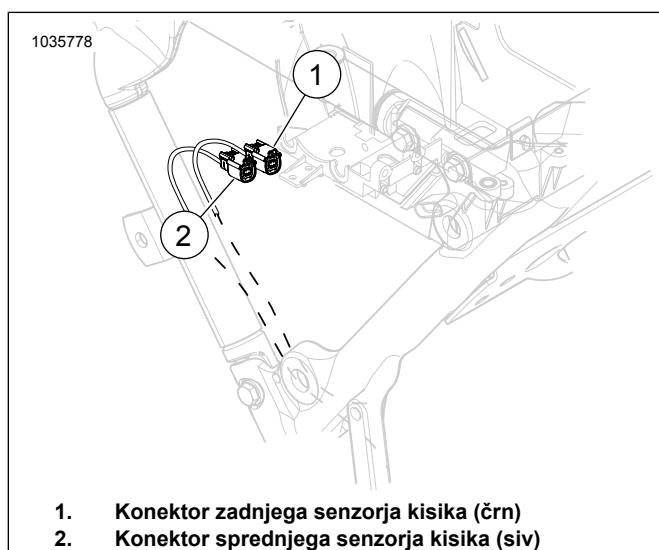 1035778
1
2
1. Konektor zadnjega senzorja kisika (črn)
2. Konektor sprednjega senzorja kisika (siv)